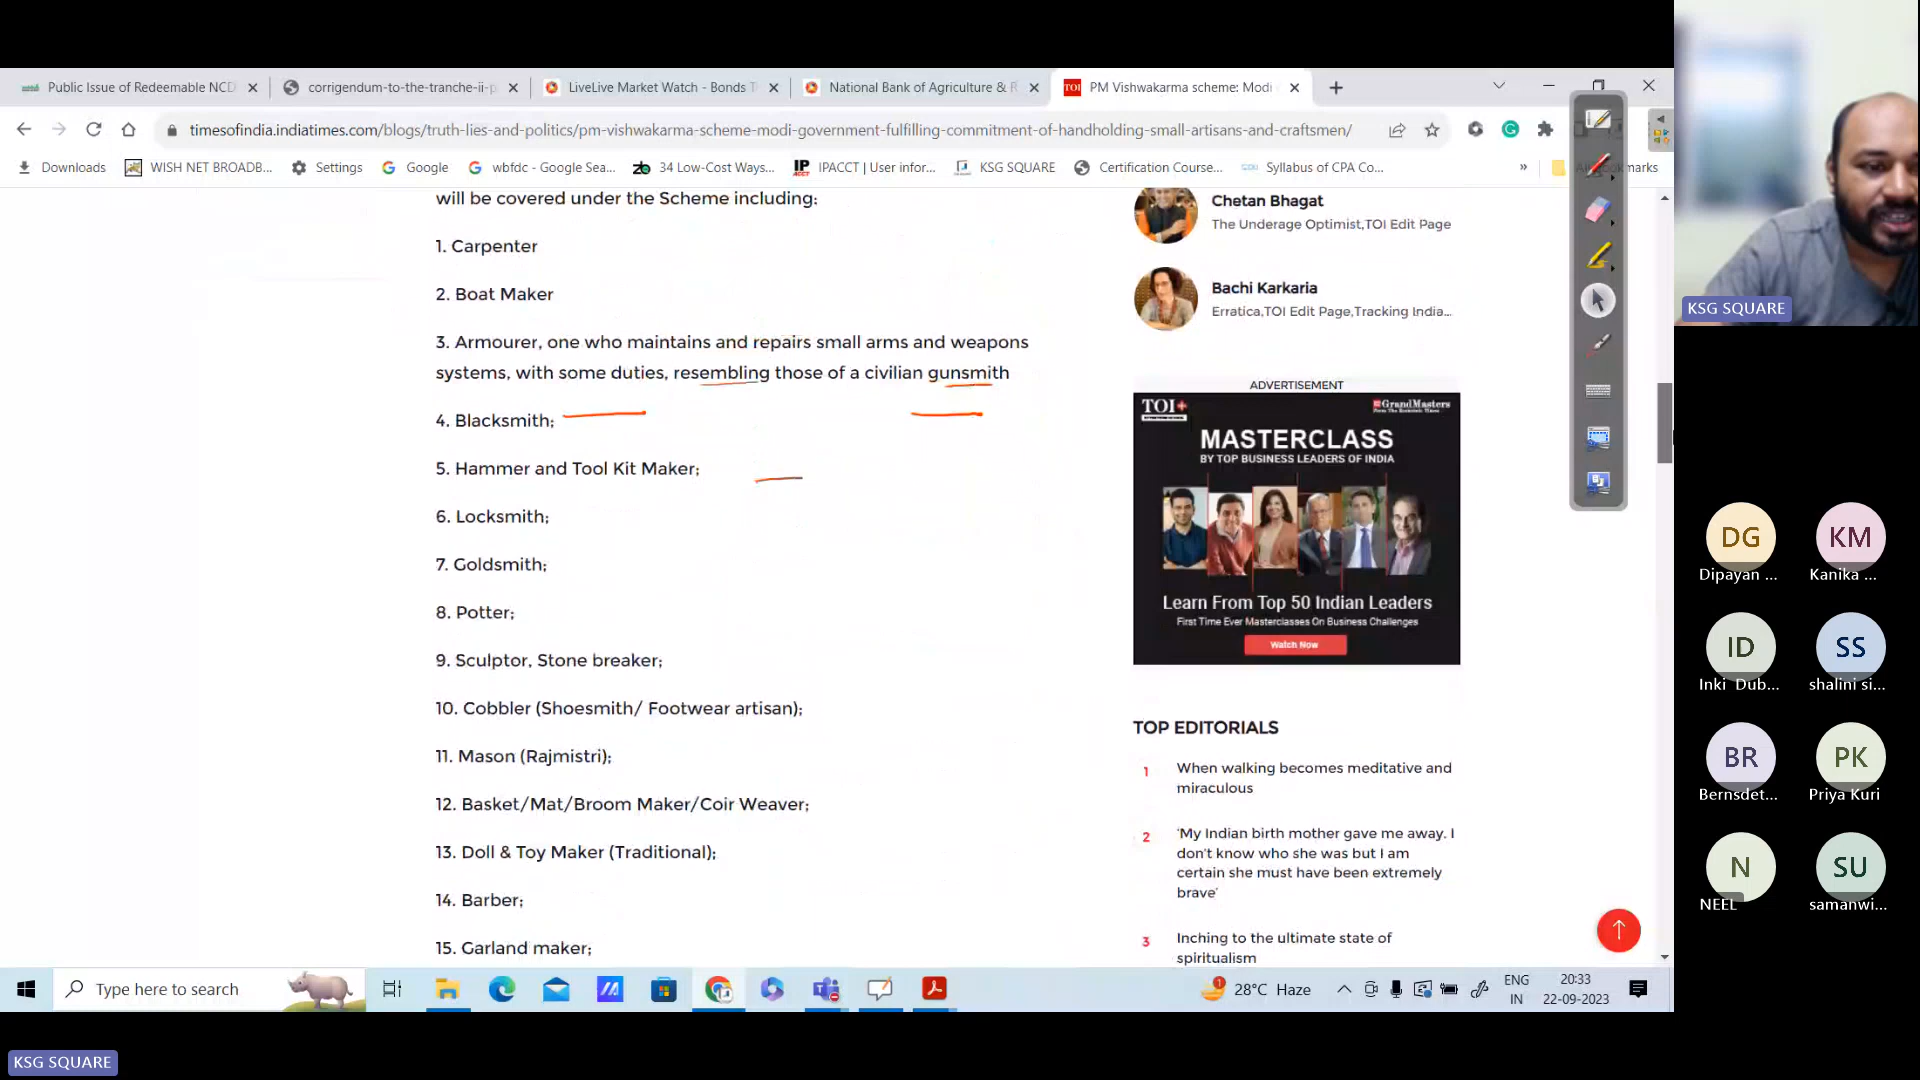 Public Issue of Redeemable NCD
corrigendum-to-the-tranche-ii-p
LiveLive Market Watch - Bonds T
National Bank of Agriculture & R
TOI
PM Vishwakarma scheme: Modi
timesofindia.indiatimes.com/blogs/truth-lies-and-politics/pm-vishwakarma-scheme-modi-government-fulfilling-commitment-of-handholding-small-artisans-and-craftsmen/
Downloads
WISH NET BROADB...
Settings
Google
wbfdc - Google Sea...
34 Low-Cost Ways...
IPACCT | User infor...
KSG SQUARE
Certification Course...
Syllabus of CPA Co...
»
will be covered under the Scheme including:
1. Carpenter
2. Boat Maker
3. Armourer, one who maintains and repairs small arms and weapons
systems, with some duties, resembling those of a civilian gunsmith
4. Blacksmith;
5. Hammer and Tool Kit Maker;
6. Locksmith;
7. Goldsmith;
8. Potter;
9. Sculptor, Stone breaker;
10. Cobbler (Shoesmith/ Footwear artisan);
11. Mason (Rajmistri);
12. Basket/Mat/Broom Maker/Coir Weaver;
13. Doll & Toy Maker (Traditional);
14. Barber;
15. Garland maker;
Chetan Bhagat
The Underage Optimist,TOI Edit Page
Bachi Karkaria
Erratica,TOI Edit Page,Tracking India...
ADVERTISEMENT
TOI+
GrandMasters
MASTERCLASS
BY TOP BUSINESS LEADERS OF INDIA
Learn From Top 50 Indian Leaders
First Time Ever Masterclasses On Business Challenges
Watch Now
TOP EDITORIALS
1 When walking becomes meditative and
miraculous
2 'My Indian birth mother gave me away. I
don't know who she was but I am
certain she must have been extremely
brave'
3 Inching to the ultimate state of
spiritualism
KSG SQUARE
DG
Dipayan ...
KM
Kanika ...
ID
Inki Dub...
SS
shalini si...
BR
Bernsdet...
PK
Priya Kuri
N
NEEL
SU
samanwi...
Type here to search
28°C Haze
ENG
IN
20:33
22-09-2023
KSG SQUARE